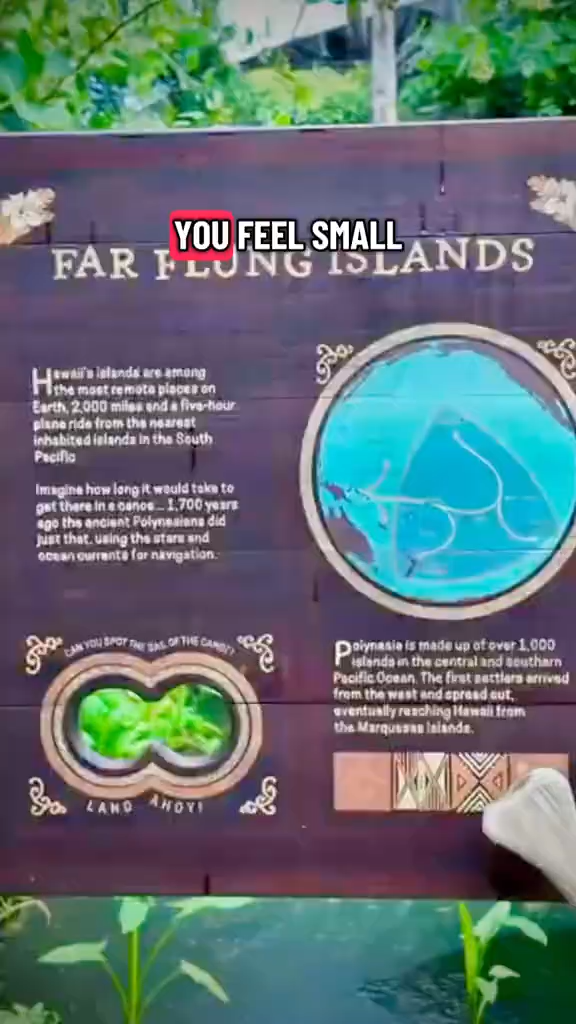 YOU FEEL SMALL
FAR FLUNG ISLANDS
Hawaii's islands are among
the most remote places on
Earth, 2,000 miles and a five-hour
plane ride from the nearest
inhabited islands in the South
Pacific
Imagine how long it would take to
get there in a canoe... 1,700 years
ago the ancient Polynesians did
just that, using the stars and
ocean currents for navigation.
CAN YOU SPOT THE SAIL OF THE CANOE?
LAND AHOY!
Polynesia is made up of over 1,000
islands in the central and southern
Pacific Ocean. The first settlers arrived
from the west and spread out,
eventually reaching Hawaii from
the Marquesas Islands.